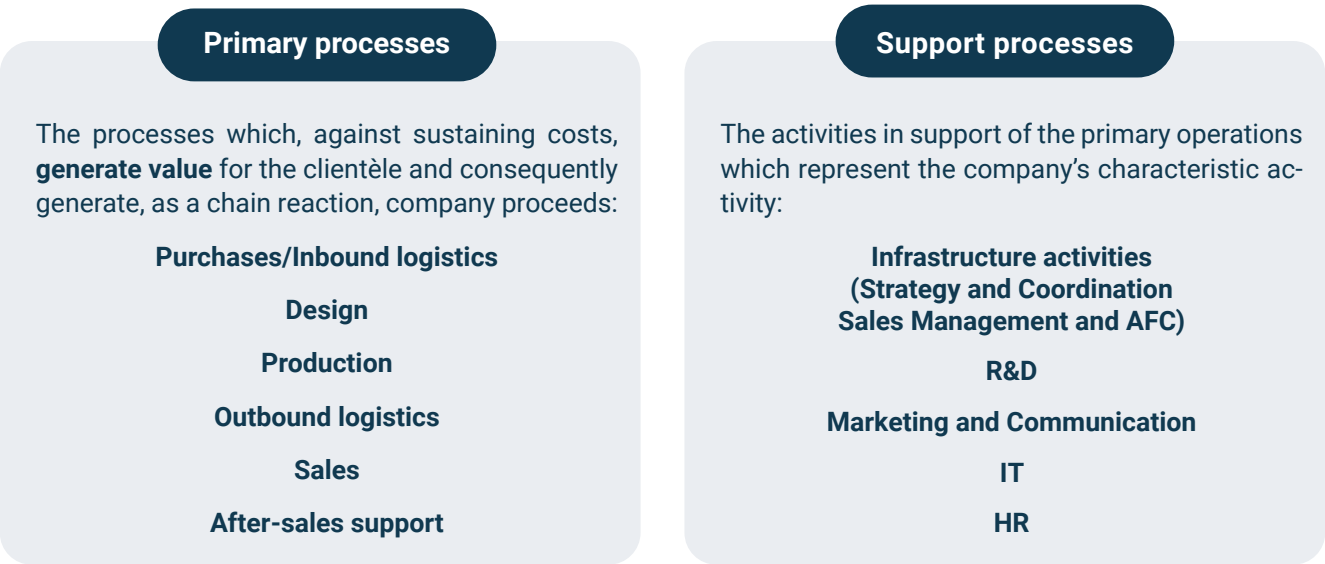 Primary processes
The processes which, against sustaining costs,
generate value for the clientèle and consequently
generate, as a chain reaction, company proceeds:
Purchases/Inbound logistics
Design
Production
Outbound logistics
Sales
After-sales support
Support processes
The activities in support of the primary operations
which represent the company’s characteristic ac-
tivity:
Infrastructure activities
(Strategy and Coordination
Sales Management and AFC)
R&D
Marketing and Communication
IT
HR